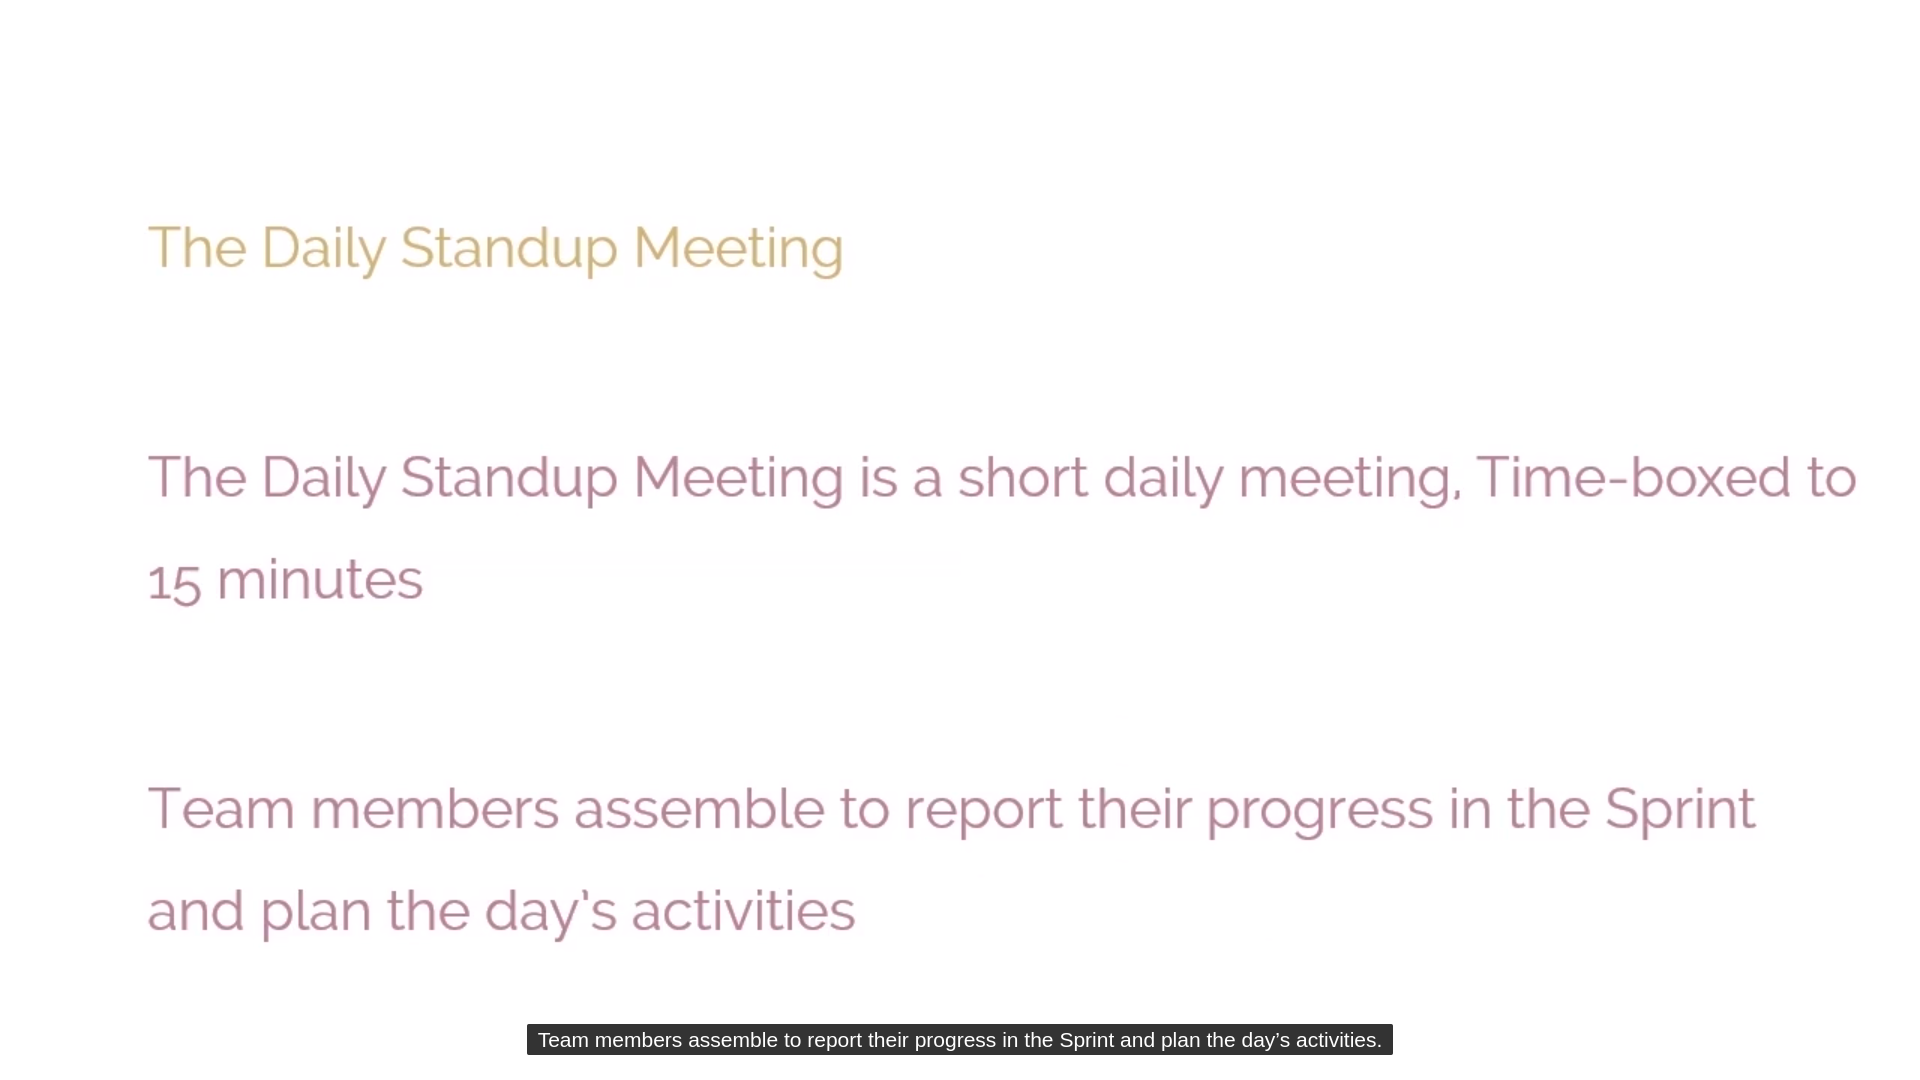 The Daily Standup Meeting
The Daily Standup Meeting is a short daily meeting, Time-boxed to
15 minutes
Team members assemble to report their progress in the Sprint
and plan the day's activities
Team members assemble to report their progress in the Sprint and plan the day’s activities.